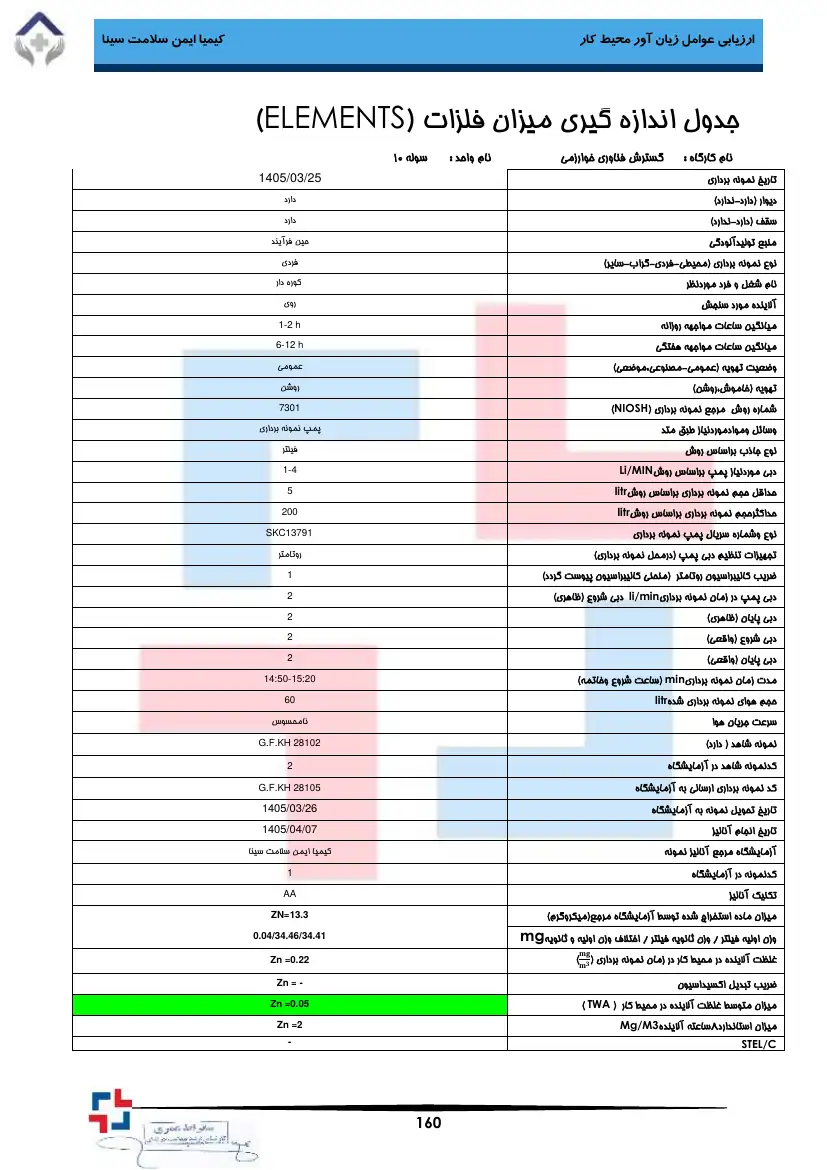 ارزیابی عوامل زیان آور محیط کار کیمیا ایمن سلامت سینا
جدول اندازه گیری میزان فلزات (ELEMENTS)
نام کارگاه : گسترش فناوری خوارزمی نام واحد : سوله 10
تاریخ نمونه برداری 1405/03/25
دیوار (دارد-ندارد) دارد
سقف (دارد-ندارد) دارد
منبع تولیدآلودگی حین فرآیند
نوع نمونه برداری (محیطی-فردی-گراب-سایر) فردی
نام شغل و فرد موردنظر کوره دار
آلاینده مورد سنجش روی
میانگین ساعات مواجهه روزانه 1-2 h
میانگین ساعات مواجهه هفتگی 6-12 h
وضعیت تهویه (عمومی-مصنوعی،موضعی) عمومی
تهویه (خاموش،روشن) روشن
شماره روش مرجع نمونه برداری (NIOSH) 7301
وسائل وموادموردنیاز طبق متد پمپ نمونه برداری
نوع جاذب براساس روش فیلتر
دبی موردنیاز پمپ براساس روشLi/MIN 1-4
حداقل حجم نمونه برداری براساس روشlitr 5
حداکثرحجم نمونه برداری براساس روشlitr 200
نوع وشماره سریال پمپ نمونه برداری SKC13791
تجهیزات تنظیم دبی پمپ (درمحل نمونه برداری) روتامتر
ضریب کالیبراسیون روتامتر (منحنی کالیبراسیون پیوست گردد) 1
دبی پمپ در زمان نمونه برداریli/min دبی شروع (ظاهری) 2
دبی پایان (ظاهری) 2
دبی شروع (واقعی) 2
دبی پایان (واقعی) 2
مدت زمان نمونه برداریmin (ساعت شروع وخاتمه) 14:50-15:20
حجم هوای نمونه برداری شدهlitr 60
سرعت جریان هوا نامحسوس
نمونه شاهد ( دارد) G.F.KH 28102
کدنمونه شاهد در آزمایشگاه 2
کد نمونه برداری ارسالی به آزمایشگاه G.F.KH 28105
تاریخ تحویل نمونه به آزمایشگاه 1405/03/26
تاریخ انجام آنالیز 1405/04/07
آزمایشگاه مرجع آنالیز نمونه کیمیا ایمن سلامت سینا
کدنمونه در آزمایشگاه 1
تکنیک آنالیز AA
میزان ماده استخراج شده توسط آزمایشگاه مرجع(میکروگرم) ZN=13.3
وزن اولیه فیلتر / وزن ثانویه فیلتر / اختلاف وزن اولیه و ثانویهmg 0.04/34.46/34.41
غلظت آلاینده در محیط کار در زمان نمونه برداری (mg/m³) Zn =0.22
ضریب تبدیل اکسیداسیون Zn = -
میزان متوسط غلظت آلاینده در محیط کار ( TWA ) Zn =0.05
میزان استاندارد8ساعته آلایندهMg/M3 Zn =2
STEL/C -
160